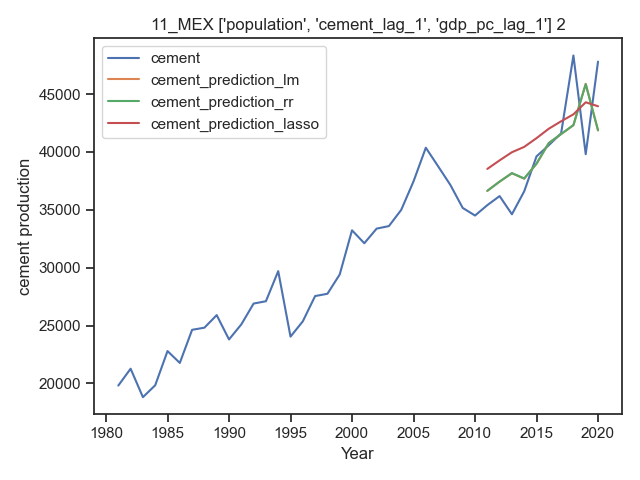 11_MEX ['population', 'cement_lag_1', 'gdp_pc_lag_1'] 2
cement
cement_prediction_lm
cement_prediction_rr
cement_prediction_lasso
45000
40000
35000
30000
25000
20000
cement production
1980 1985 1990 1995 2000 2005 2010 2015 2020
Year